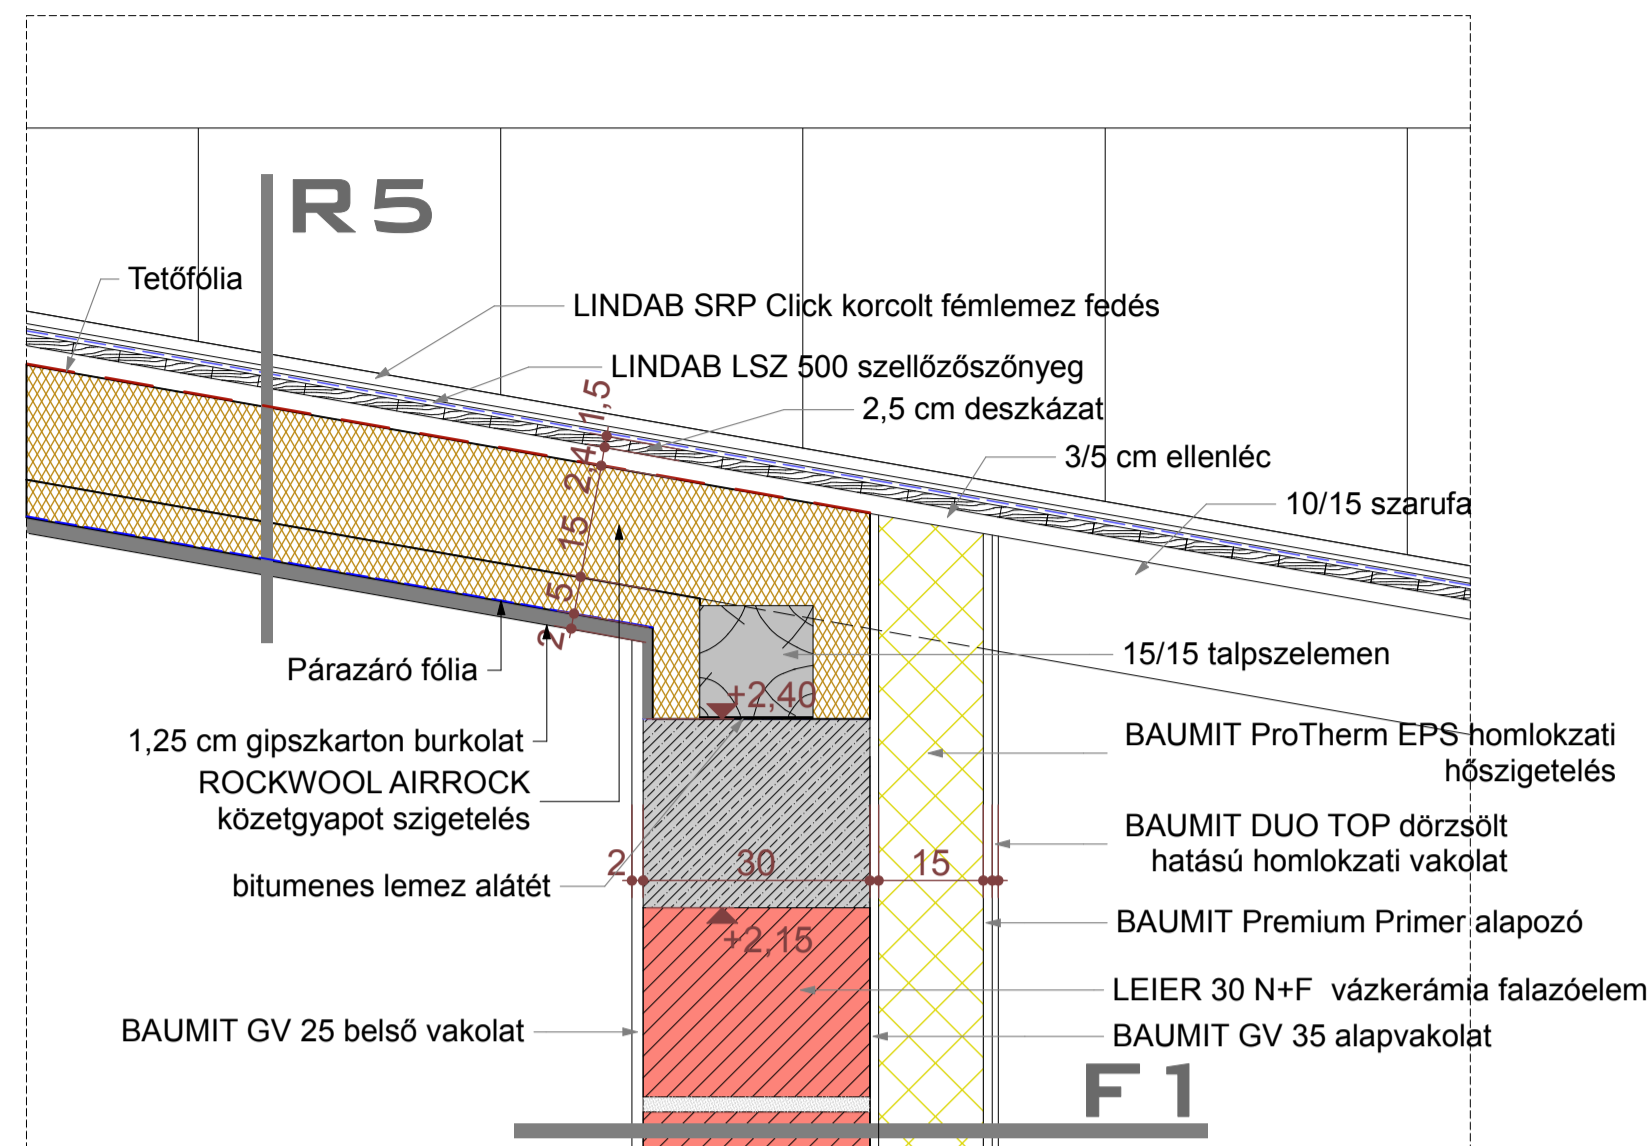 R5
Tetőfólia
LINDAB SRP Click korcolt fémlemez fedés
LINDAB LSZ 500 szellőzőszőnyeg
1,5
2,5 cm deszkázat
3/5 cm ellenléc
2,4
10/15 szarufa
15
5
2
15/15 talpszelemen
Párazáró fólia
+2,40
1,25 cm gipszkarton burkolat
BAUMIT ProTherm EPS homlokzati
hőszigetelés
ROCKWOOL AIRROCK
közetgyapot szigetelés
BAUMIT DUO TOP dörzsölt
hatású homlokzati vakolat
2
30
15
bitumenes lemez alátét
BAUMIT Premium Primer alapozó
+2,15
LEIER 30 N+F vázkerámia falazóelem
BAUMIT GV 25 belső vakolat
BAUMIT GV 35 alapvakolat
F1